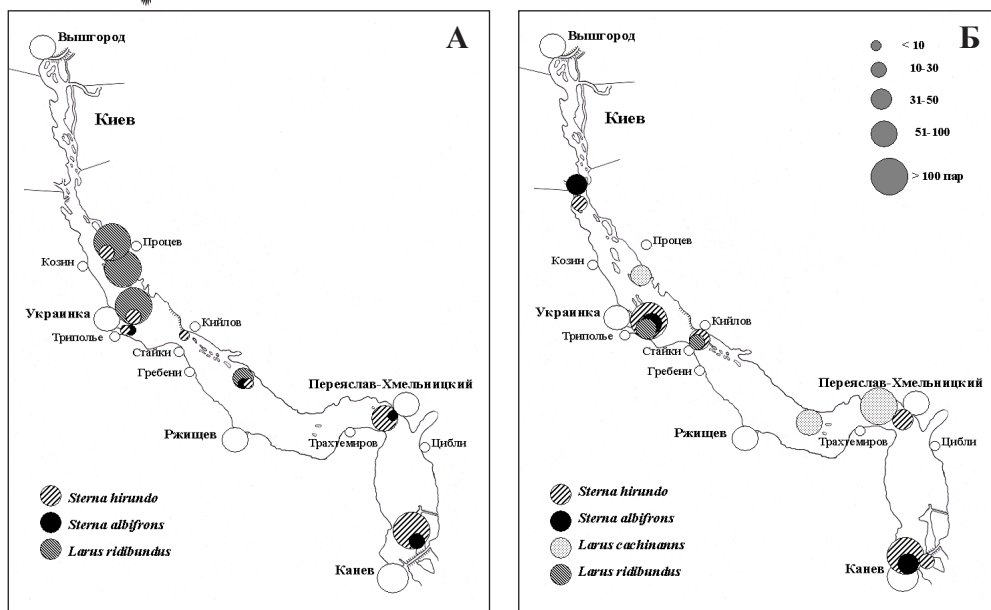 А
Вышгород
Киев
Процев
Козин
Украинка
Триполье
Кийлов
Стайки
Гребени
Переяслав-Хмельницкий
Ржищев
Трахтемиров
Цибли
Sterna hirundo
Sterna albifrons
Larus ridibundus
Канев
Б
Вышгород
< 10
10-30
31-50
51-100
> 100 пар
Киев
Процев
Козин
Украинка
Триполье
Кийлов
Стайки
Гребени
Переяслав-Хмельницкий
Ржищев
Трахтемиров
Цибли
Sterna hirundo
Sterna albifrons
Larus cachinanns
Larus ridibundus
Канев